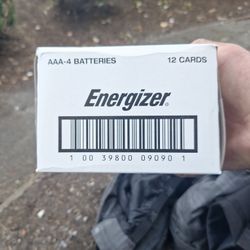 AAA-4 BATTERIES 12 CARDS
Energizer®
1 00 39800 09090 1